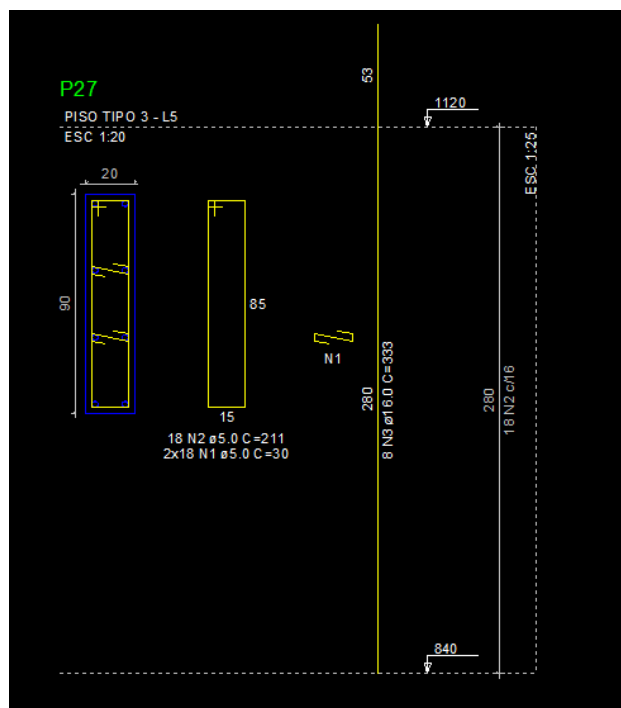 P27
PISO TIPO 3 - L5
ESC 1:20
20
90
85
15
18 N2 ø5.0 C=211
2x18 N1 ø5.0 C=30
N1
53
280
8 N3 ø16.0 C=333
1120
840
280
18 N2 c/16
ESC 1:25